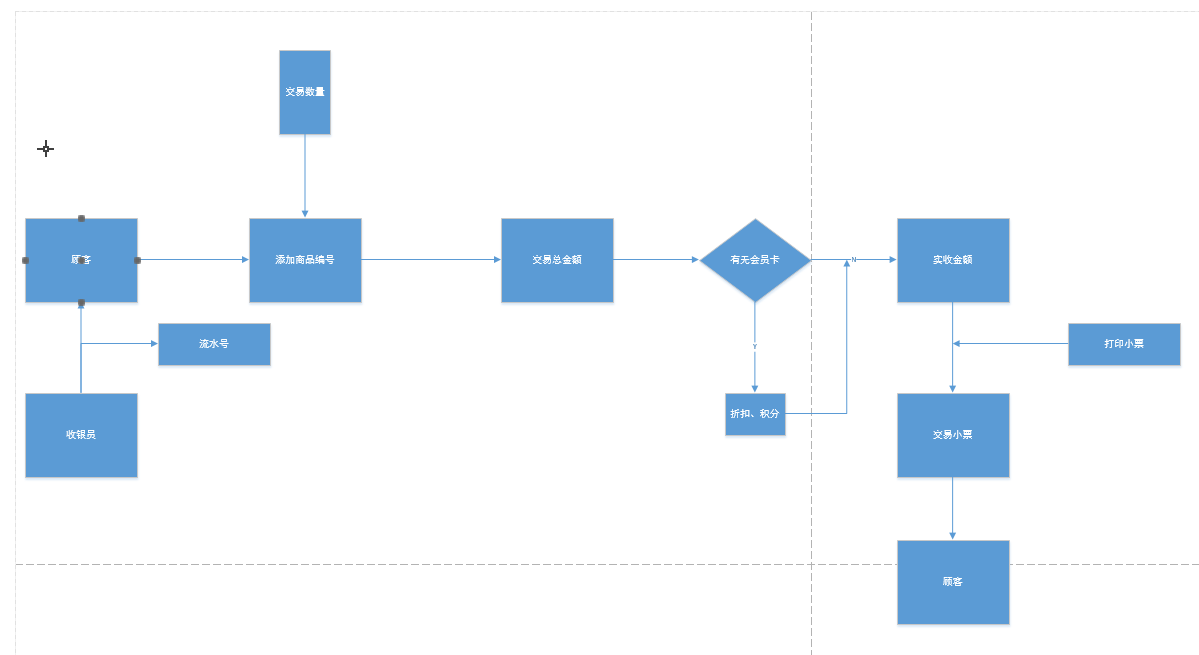 交易数量
顾客
添加商品编号
交易总金额
有无会员卡
N
实收金额
流水号
Y
打印小票
收银员
折扣、积分
交易小票
顾客